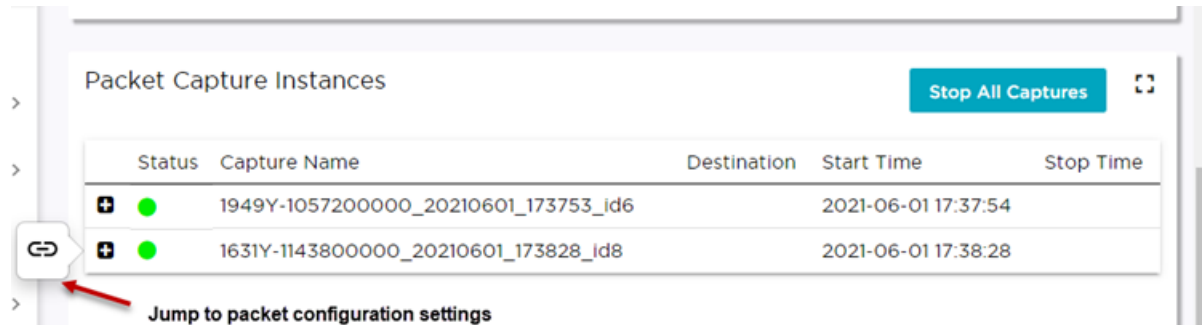 Packet Capture Instances
Stop All Captures
Status Capture Name Destination Start Time Stop Time
1949Y-1057200000_20210601_173753_id6 2021-06-01 17:37:54
1631Y-1143800000_20210601_173828_id8 2021-06-01 17:38:28
Jump to packet configuration settings